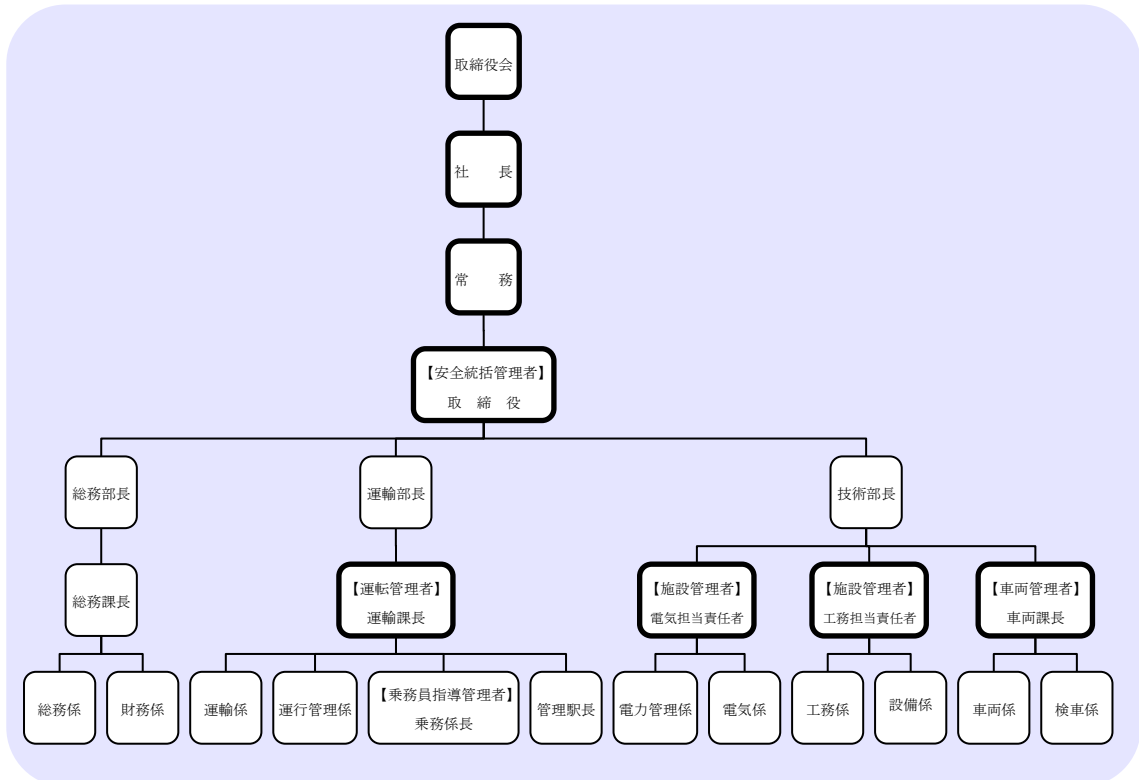 取締役会
社　　長
常　　務
【安全統括管理者】
取　締　役
総務部長
運輸部長
技術部長
総務課長
【運転管理者】
運輸課長
【施設管理者】
電気担当責任者
【施設管理者】
工務担当責任者
【車両管理者】
車両課長
総務係
財務係
運輸係
運行管理係
【乗務員指導管理者】
乗務係長
管理駅長
電力管理係
電気係
工務係
設備係
車両係
検車係